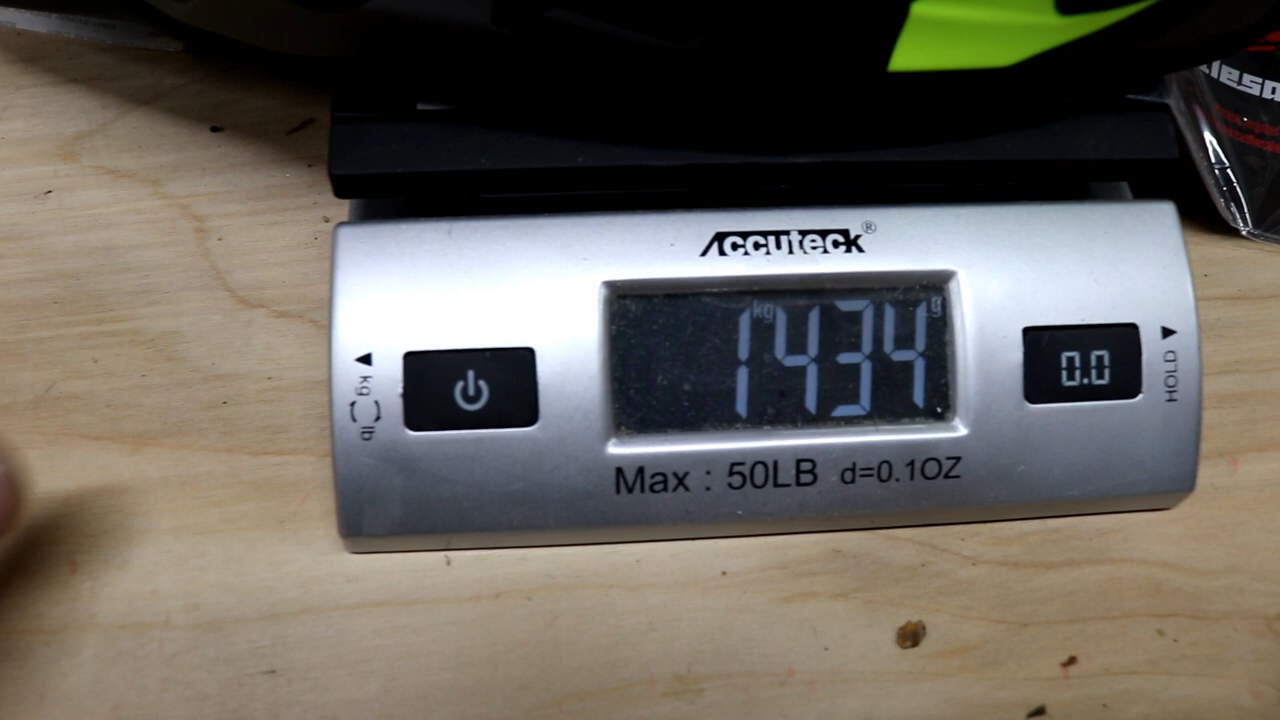 Accuteck®
kg
1434
g
kg
lb
0.0
HOLD
Max : 50LB d=0.1OZ